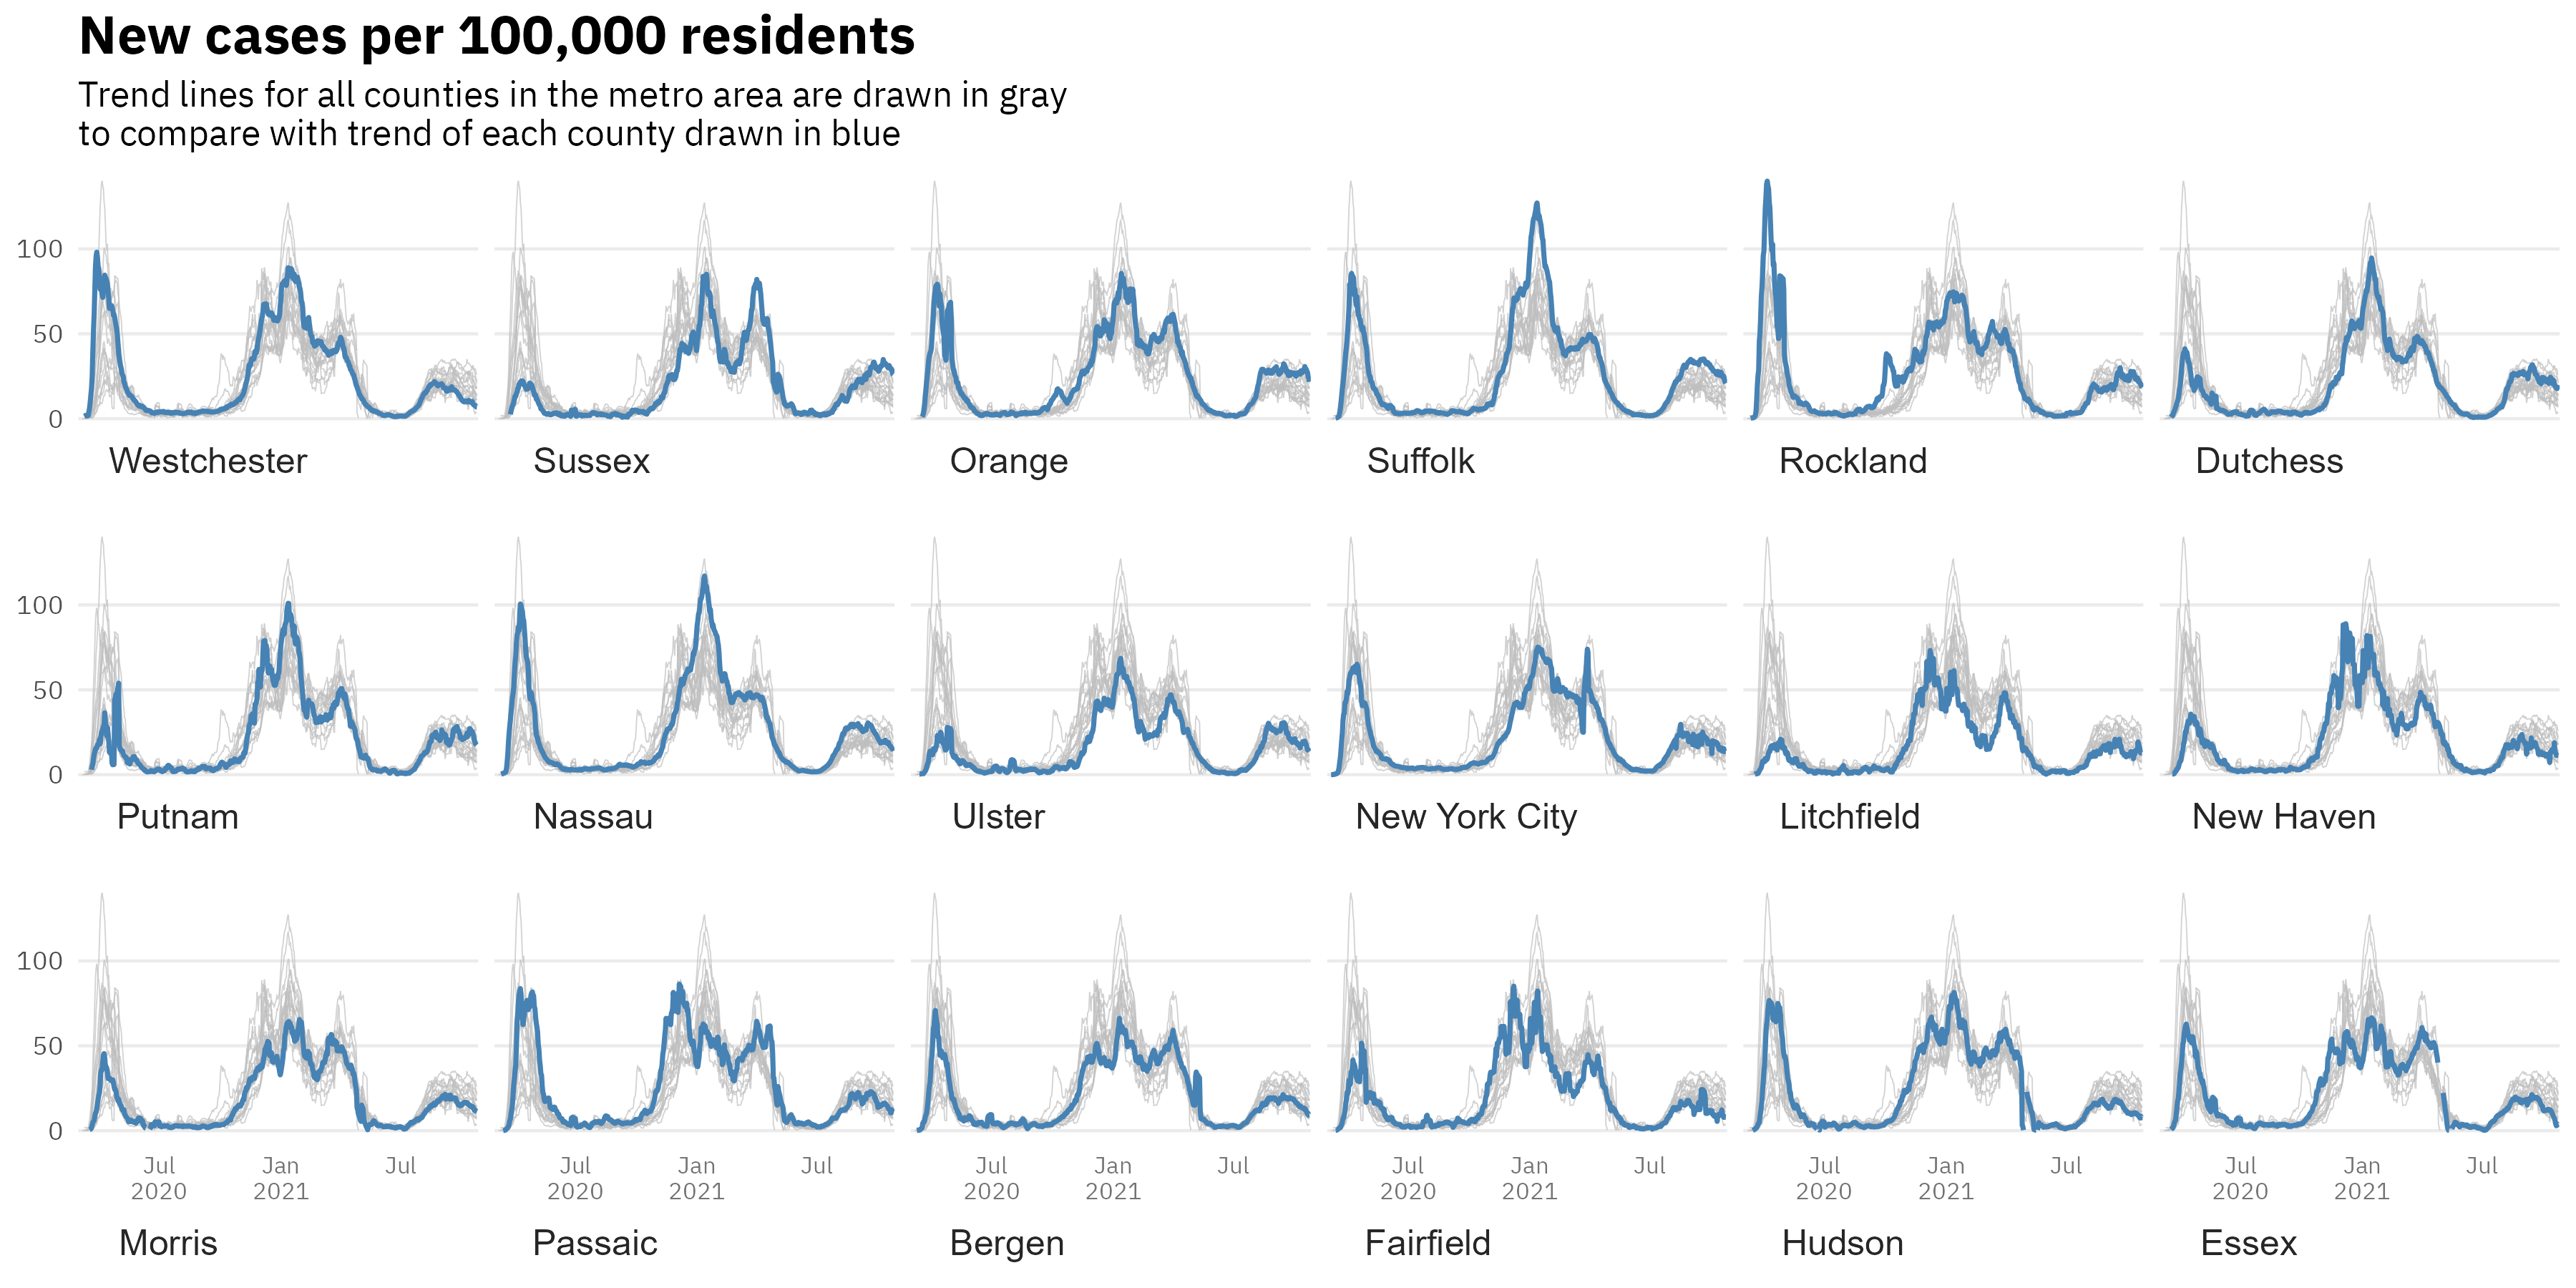 New cases per 100,000 residents
Trend lines for all counties in the metro area are drawn in gray
to compare with trend of each county drawn in blue
100
50
0
Westchester Sussex Orange Suffolk Rockland Dutchess
100
50
0
Putnam Nassau Ulster New York City Litchfield New Haven
100
50
0
Jul Jan Jul Jul Jan Jul Jul Jan Jul Jul Jan Jul Jul Jan Jul Jul Jan Jul
2020 2021 2020 2021 2020 2021 2020 2021 2020 2021 2020 2021
Morris Passaic Bergen Fairfield Hudson Essex